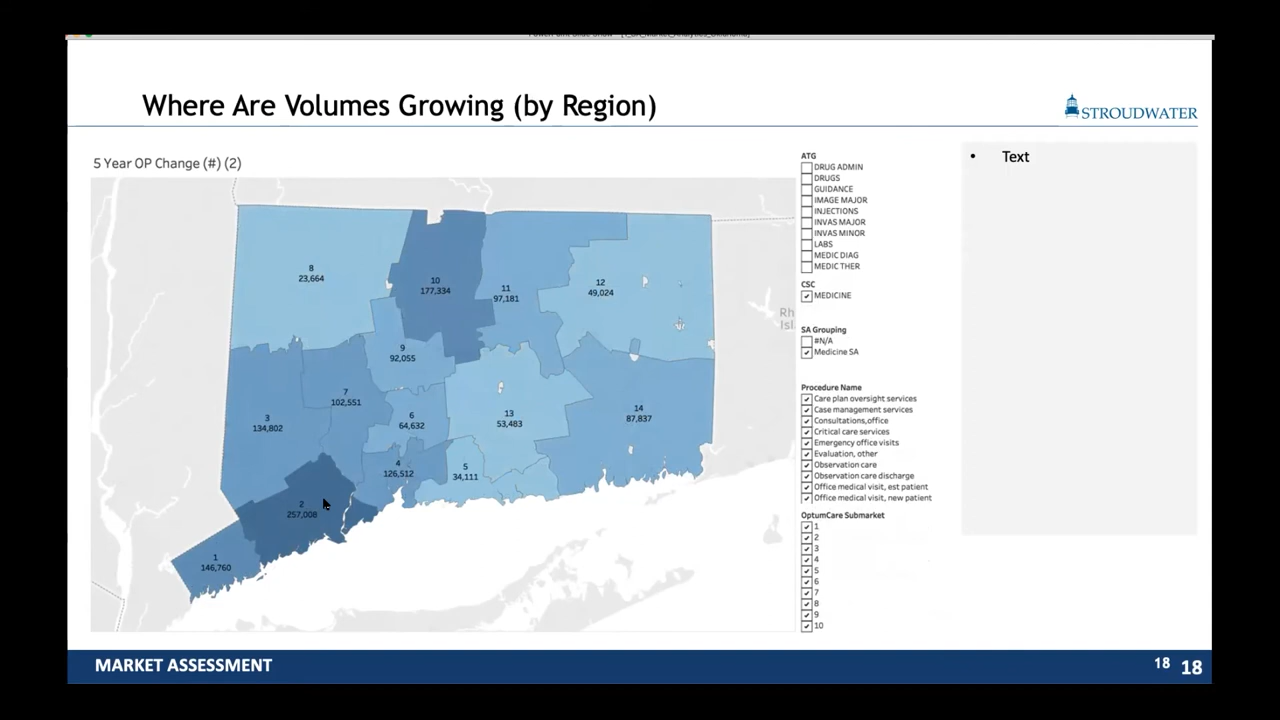 Where Are Volumes Growing (by Region)
STROUDWATER
5 Year OP Change (#) (2)
8
23,664
10
177,334
11
97,181
12
49,024
9
92,055
7
102,551
3
134,802
6
64,632
13
53,483
14
87,837
4
126,512
5
34,111
2
257,008
1
146,760
Rh
Isl
ATG
DRUG ADMIN
DRUGS
GUIDANCE
IMAGE MAJOR
INJECTIONS
INVAS MAJOR
INVAS MINOR
LABS
MEDIC DIAG
MEDIC THER
CSC
MEDICINE
SA Grouping
#N/A
Medicine SA
Procedure Name
Care plan oversight services
Case management services
Consultations,office
Critical care services
Emergency office visits
Evaluation, other
Observation care
Observation care discharge
Office medical visit, est patient
Office medical visit, new patient
OptumCare Submarket
1
2
3
4
5
6
7
8
9
10
• Text
MARKET ASSESSMENT
18 18